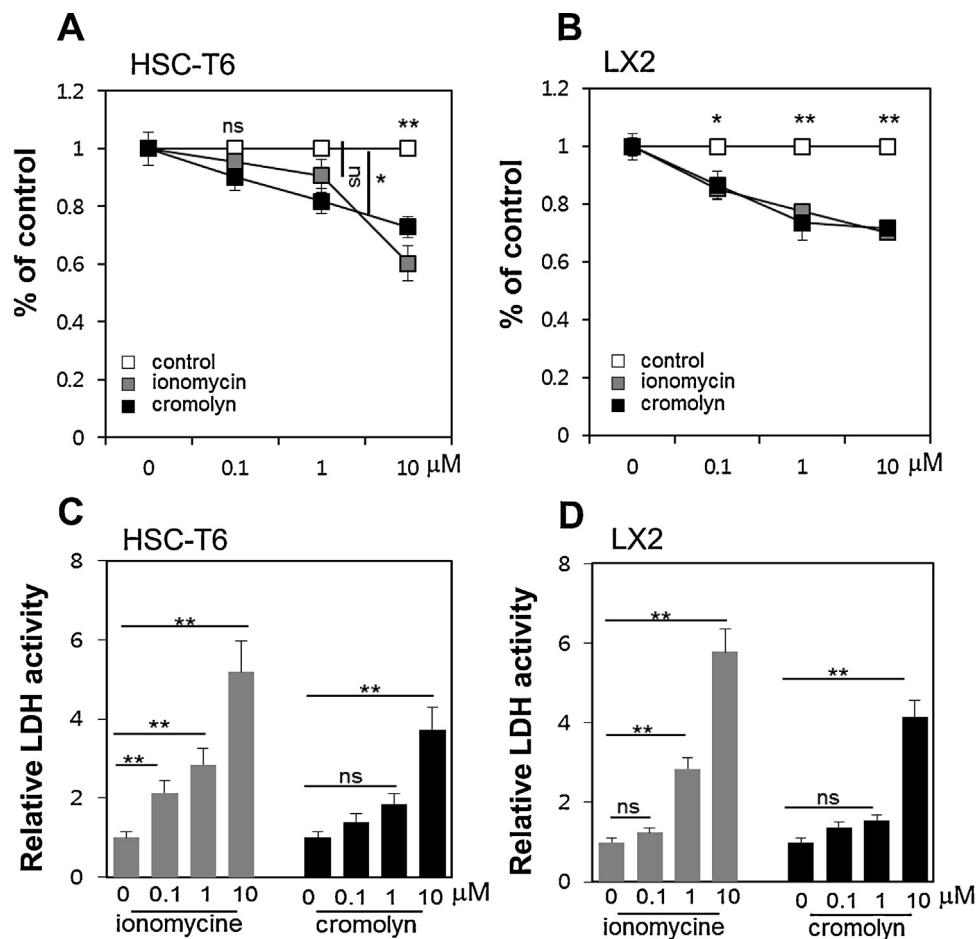 A
HSC-T6
% of control
1.2
1
0.8
0.6
0.4
0.2
0
ns
**
ns
*
control
ionomycin
cromolyn
0 0.1 1 10 μM
B
LX2
% of control
1.2
1
0.8
0.6
0.4
0.2
0
* ** **
control
ionomycin
cromolyn
0 0.1 1 10 μM
C
HSC-T6
Relative LDH activity
8
6
4
2
0
**
**
**
**
ns
0 0.1 1 10 0 0.1 1 10 μM
ionomycine cromolyn
D
LX2
Relative LDH activity
8
6
4
2
0
**
**
ns
**
ns
0 0.1 1 10 0 0.1 1 10 μM
ionomycine cromolyn